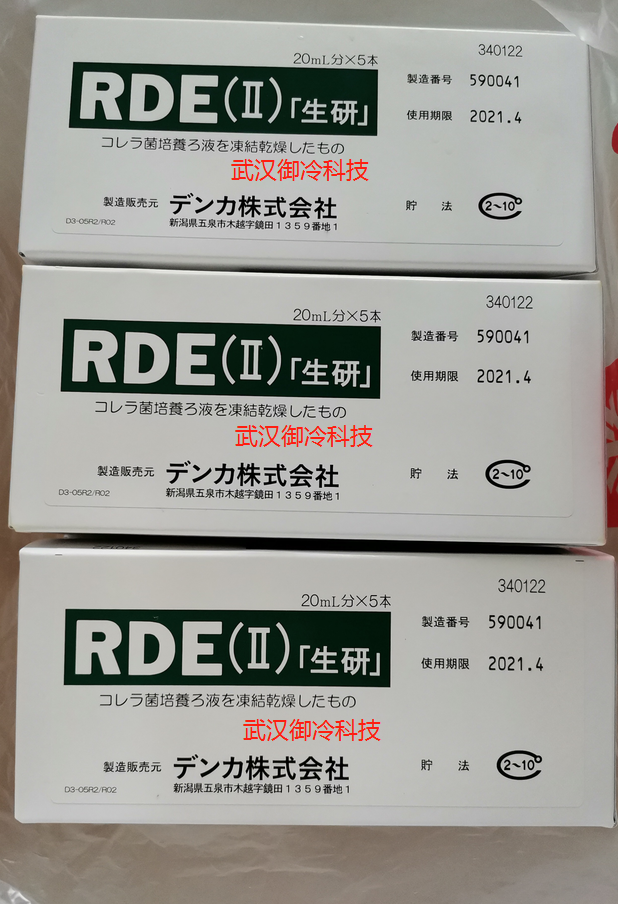 340122
20mL分×5本
RDE(Ⅱ)「生研」
製造番号 590041
使用期限 2021.4
コレラ菌培養ろ液を凍結乾燥したもの
武汉御冷科技
製造販売元 デンカ株式会社
貯 法 2~10°
新潟県五泉市木越字鏡田1359番地1
D3-05R2/R02
340122
20mL分×5本
RDE(Ⅱ)「生研」
製造番号 590041
使用期限 2021.4
コレラ菌培養ろ液を凍結乾燥したもの
武汉御冷科技
製造販売元 デンカ株式会社
貯 法 2~10°
新潟県五泉市木越字鏡田1359番地1
D3-05R2/R02
340122
20mL分×5本
RDE(Ⅱ)「生研」
製造番号 590041
使用期限 2021.4
コレラ菌培養ろ液を凍結乾燥したもの
武汉御冷科技
製造販売元 デンカ株式会社
貯 法 2~10°
新潟県五泉市木越字鏡田1359番地1
D3-05R2/R02